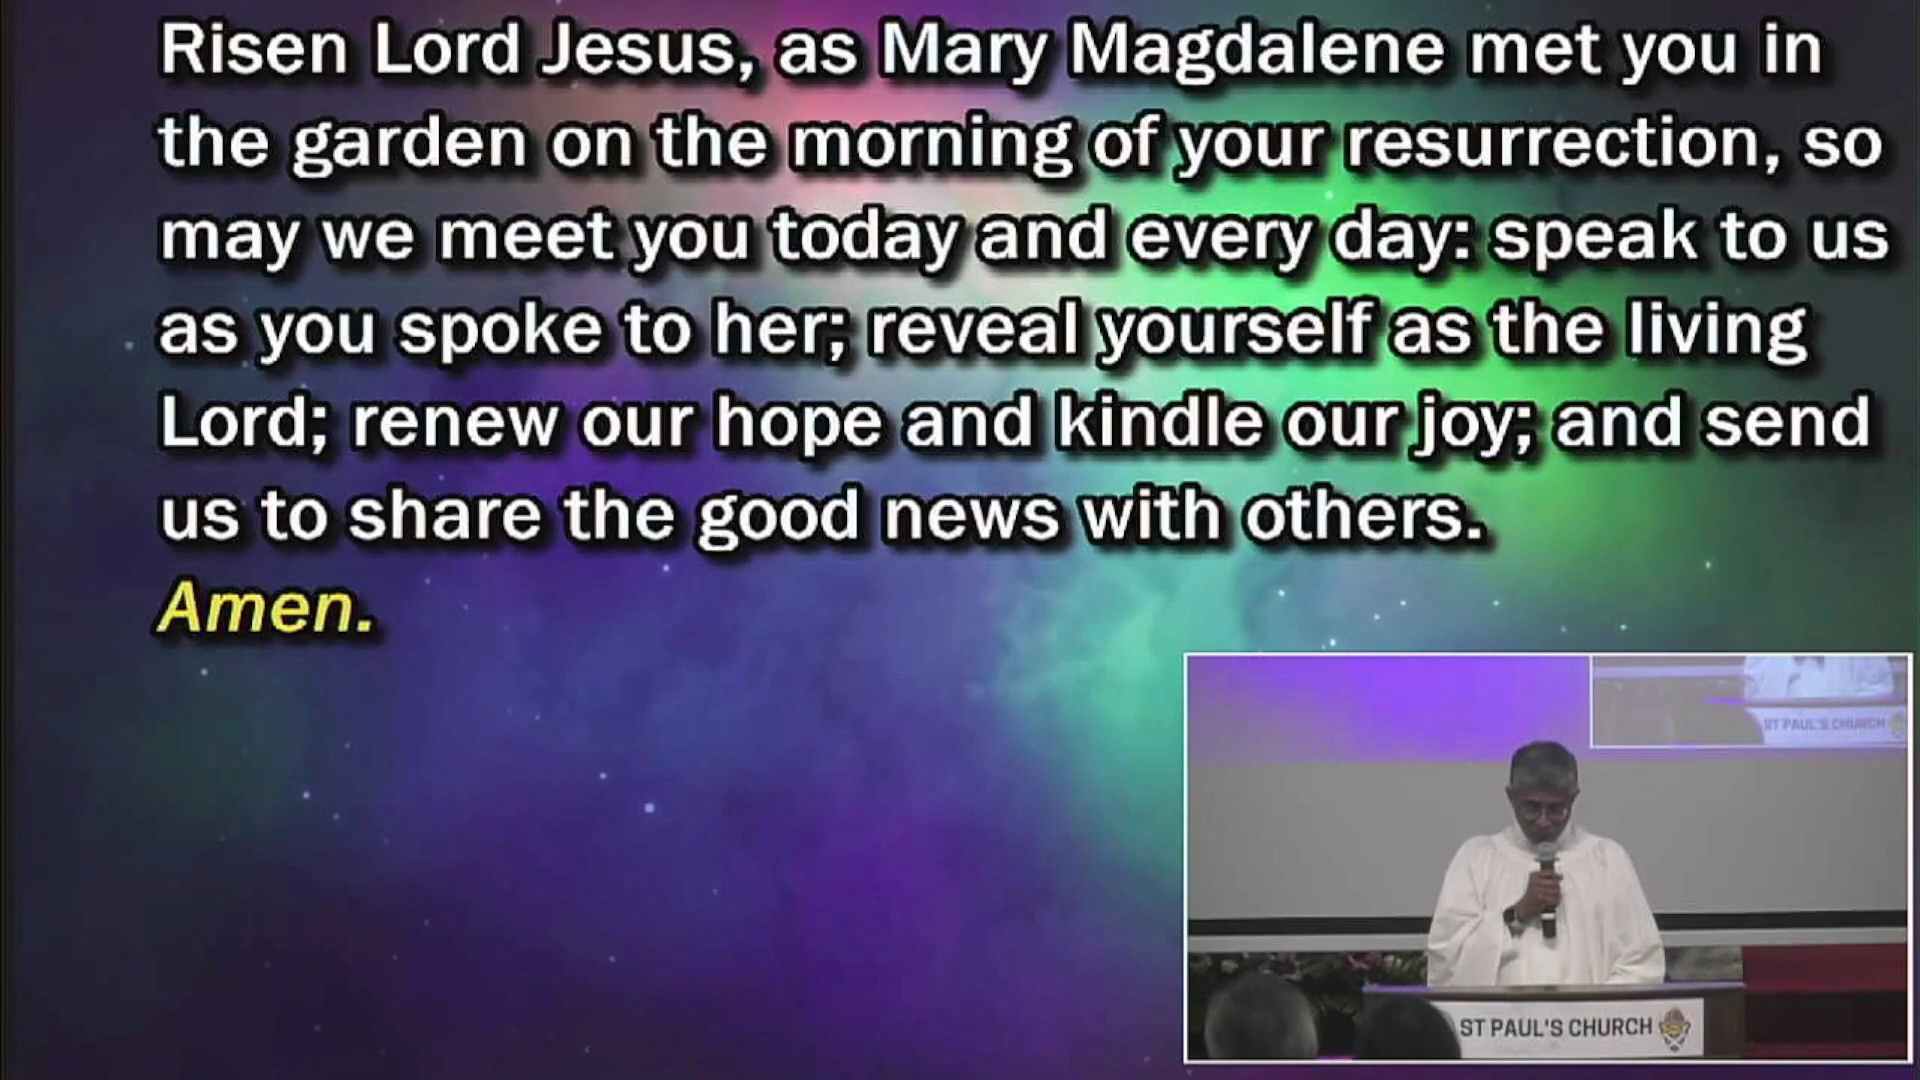 Risen Lord Jesus, as Mary Magdalene met you in
the garden on the morning of your resurrection, so
may we meet you today and every day: speak to us
as you spoke to her; reveal yourself as the living
Lord; renew our hope and kindle our joy; and send
us to share the good news with others.
Amen.
ST PAUL'S CHURCH
ST PAUL'S CHURCH